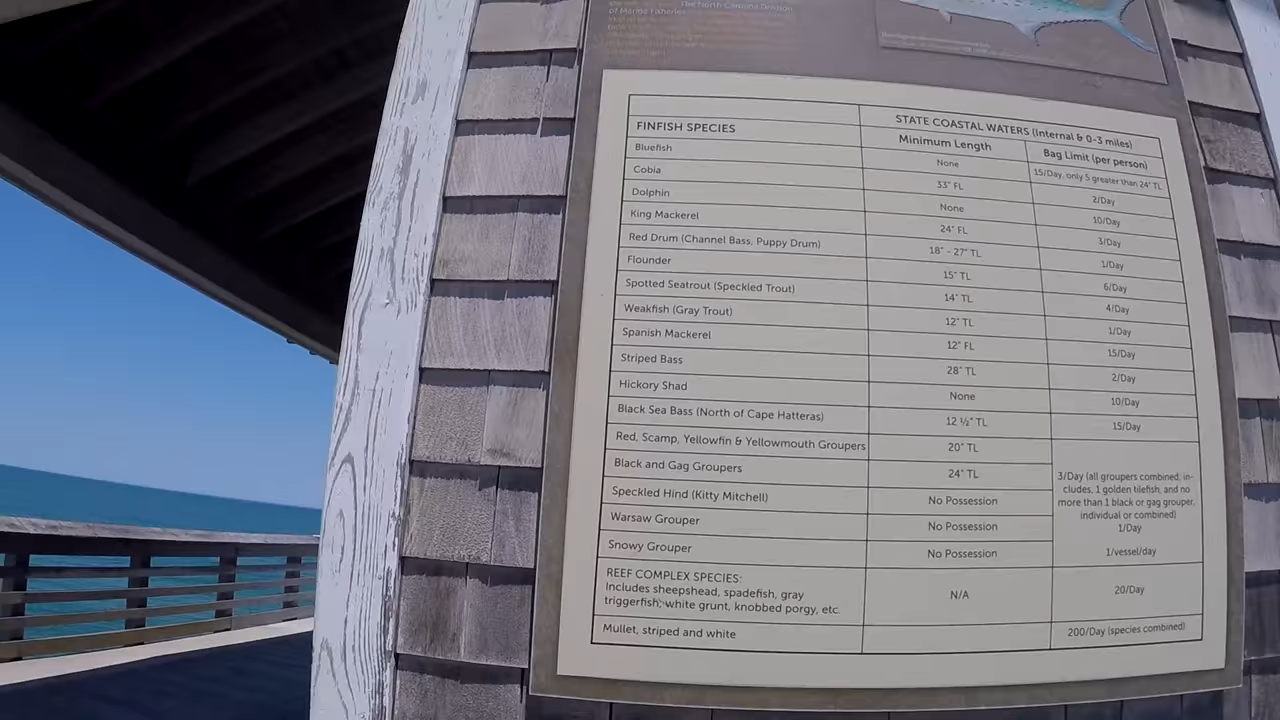 The North Carolina Division
of Marine Fisheries
FINFISH SPECIES
STATE COASTAL WATERS (Internal & 0-3 miles)
Minimum Length
Bag Limit (per person)
Bluefish None 15/Day, only 5 greater than 24" TL
Cobia 33" FL 2/Day
Dolphin None 10/Day
King Mackerel 24" FL 3/Day
Red Drum (Channel Bass, Puppy Drum) 18" - 27" TL 1/Day
Flounder 15" TL 6/Day
Spotted Seatrout (Speckled Trout) 14" TL 4/Day
Weakfish (Gray Trout) 12" TL 1/Day
Spanish Mackerel 12" FL 15/Day
Striped Bass 28" TL 2/Day
Hickory Shad None 10/Day
Black Sea Bass (North of Cape Hatteras) 12 ½" TL 15/Day
Red, Scamp, Yellowfin & Yellowmouth Groupers 20" TL
Black and Gag Groupers 24" TL
Speckled Hind (Kitty Mitchell) No Possession
Warsaw Grouper No Possession
Snowy Grouper No Possession
3/Day (all groupers combined; in-
cludes, 1 golden tilefish, and no
more than 1 black or gag grouper,
individual or combined)
1/Day
1/vessel/day
REEF COMPLEX SPECIES:
Includes sheepshead, spadefish, gray
triggerfish, white grunt, knobbed porgy, etc.
N/A
20/Day
Mullet, striped and white 200/Day (species combined)